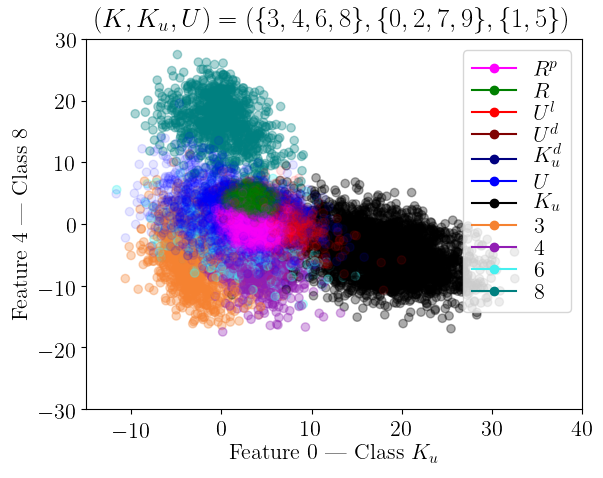 (K, K_u, U) = ({3, 4, 6, 8}, {0, 2, 7, 9}, {1, 5})
30
20
10
0
−10
−20
−30
Feature 4 — Class 8
−10
0
10
20
30
40
Feature 0 — Class K_u
R^p
R
U^l
U^d
K_u^d
U
K_u
3
4
6
8